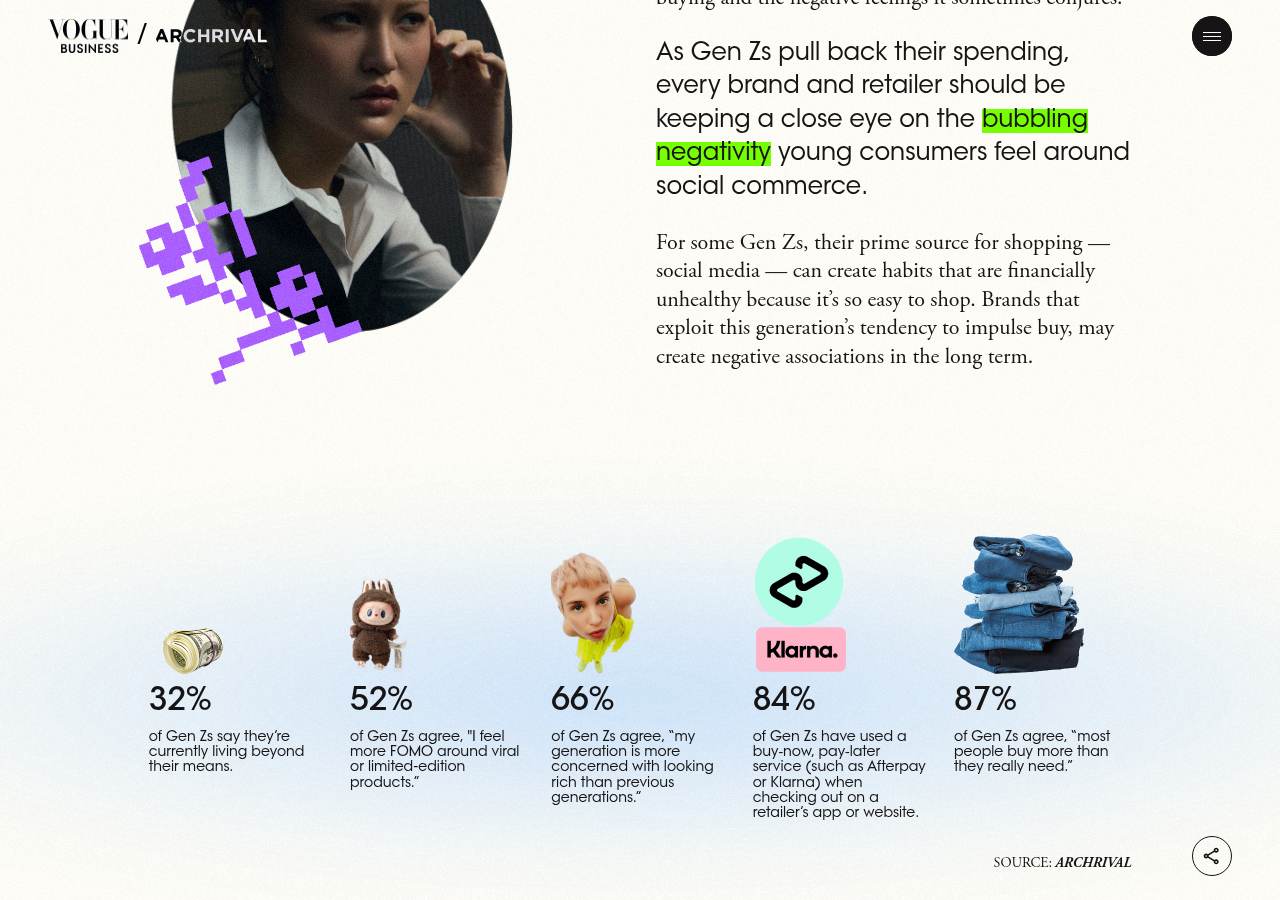 VOGUE
BUSINESS
/ ARCHRIVAL
buying and the negative feelings it sometimes conjures.
As Gen Zs pull back their spending,
every brand and retailer should be
keeping a close eye on the bubbling
negativity young consumers feel around
social commerce.
For some Gen Zs, their prime source for shopping —
social media — can create habits that are financially
unhealthy because it’s so easy to shop. Brands that
exploit this generation’s tendency to impulse buy, may
create negative associations in the long term.
Klarna.
32%
of Gen Zs say they’re
currently living beyond
their means.
52%
of Gen Zs agree, "I feel
more FOMO around viral
or limited-edition
products.”
66%
of Gen Zs agree, “my
generation is more
concerned with looking
rich than previous
generations.”
84%
of Gen Zs have used a
buy-now, pay-later
service (such as Afterpay
or Klarna) when
checking out on a
retailer’s app or website.
87%
of Gen Zs agree, “most
people buy more than
they really need.”
SOURCE: ARCHRIVAL